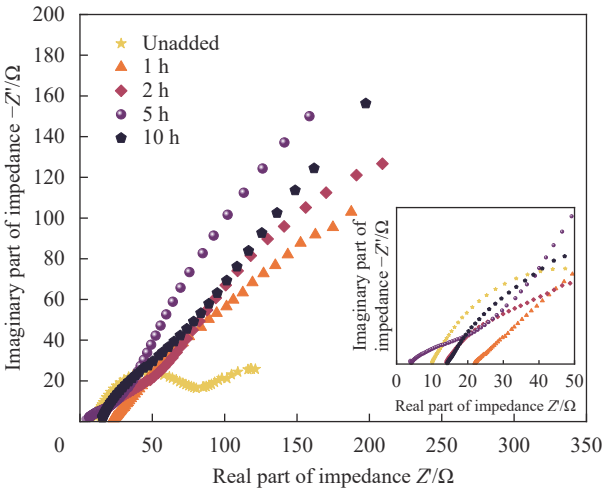 200
180
160
140
120
100
80
60
40
20
0
50
100
150
200
250
300
350
Imaginary part of impedance −Z''/Ω
Real part of impedance Z'/Ω
Unadded
1 h
2 h
5 h
10 h
Imaginary part of
impedance −Z''/Ω
0
10
20
30
40
50
Real part of impedance Z'/Ω